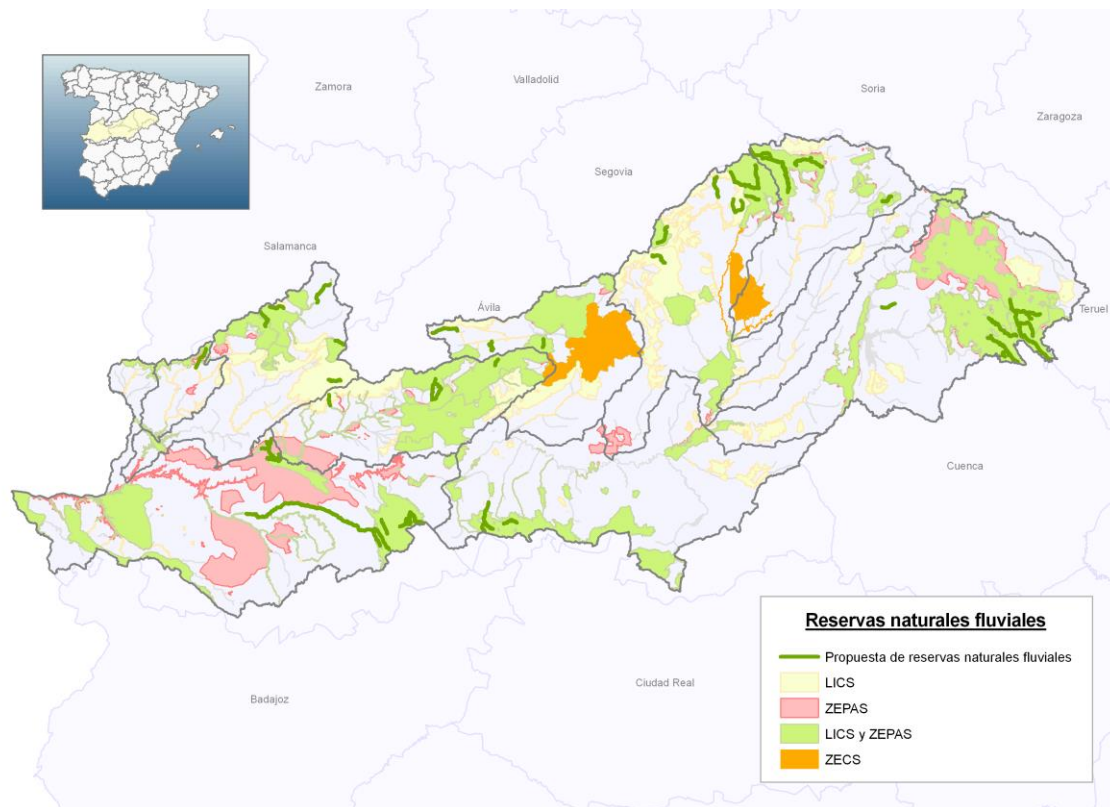 Zamora
Valladolid
Soria
Zaragoza
Segovia
Salamanca
Ávila
Teruel
Cuenca
Badajoz
Ciudad Real
Reservas naturales fluviales
Propuesta de reservas naturales fluviales
LICS
ZEPAS
LICS y ZEPAS
ZECS